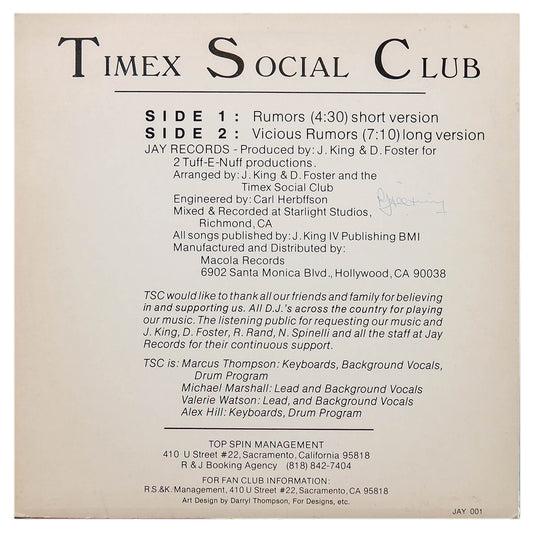 TIMEX SOCIAL CLUB
SIDE 1: Rumors (4:30) short version
SIDE 2: Vicious Rumors (7:10) long version
JAY RECORDS - Produced by: J. King & D. Foster for
2 Tuff-E-Nuff productions.
Arranged by: J. King & D. Foster and the
Timex Social Club
Engineered by: Carl Herbffson
Mixed & Recorded at Starlight Studios,
Richmond, CA
All songs published by: J. King IV Publishing BMI
Manufactured and Distributed by:
Macola Records
6902 Santa Monica Blvd., Hollywood, CA 90038
TSC would like to thank all our friends and family for believing
in and supporting us. All D.J.'s across the country for playing
our music. The listening public for requesting our music and
J. King, D. Foster, R. Rand, N. Spinelli and all the staff at Jay
Records for their continuous support.
TSC is: Marcus Thompson: Keyboards, Background Vocals,
Drum Program
Michael Marshall: Lead and Background Vocals
Valerie Watson: Lead, and Background Vocals
Alex Hill: Keyboards, Drum Program
TOP SPIN MANAGEMENT
410 U Street #22, Sacramento, California 95818
R & J Booking Agency (818) 842-7404
FOR FAN CLUB INFORMATION:
R.S.&K. Management, 410 U Street #22, Sacramento, CA 95818
Art Design by Darryl Thompson, For Designs, etc.
JAY 001